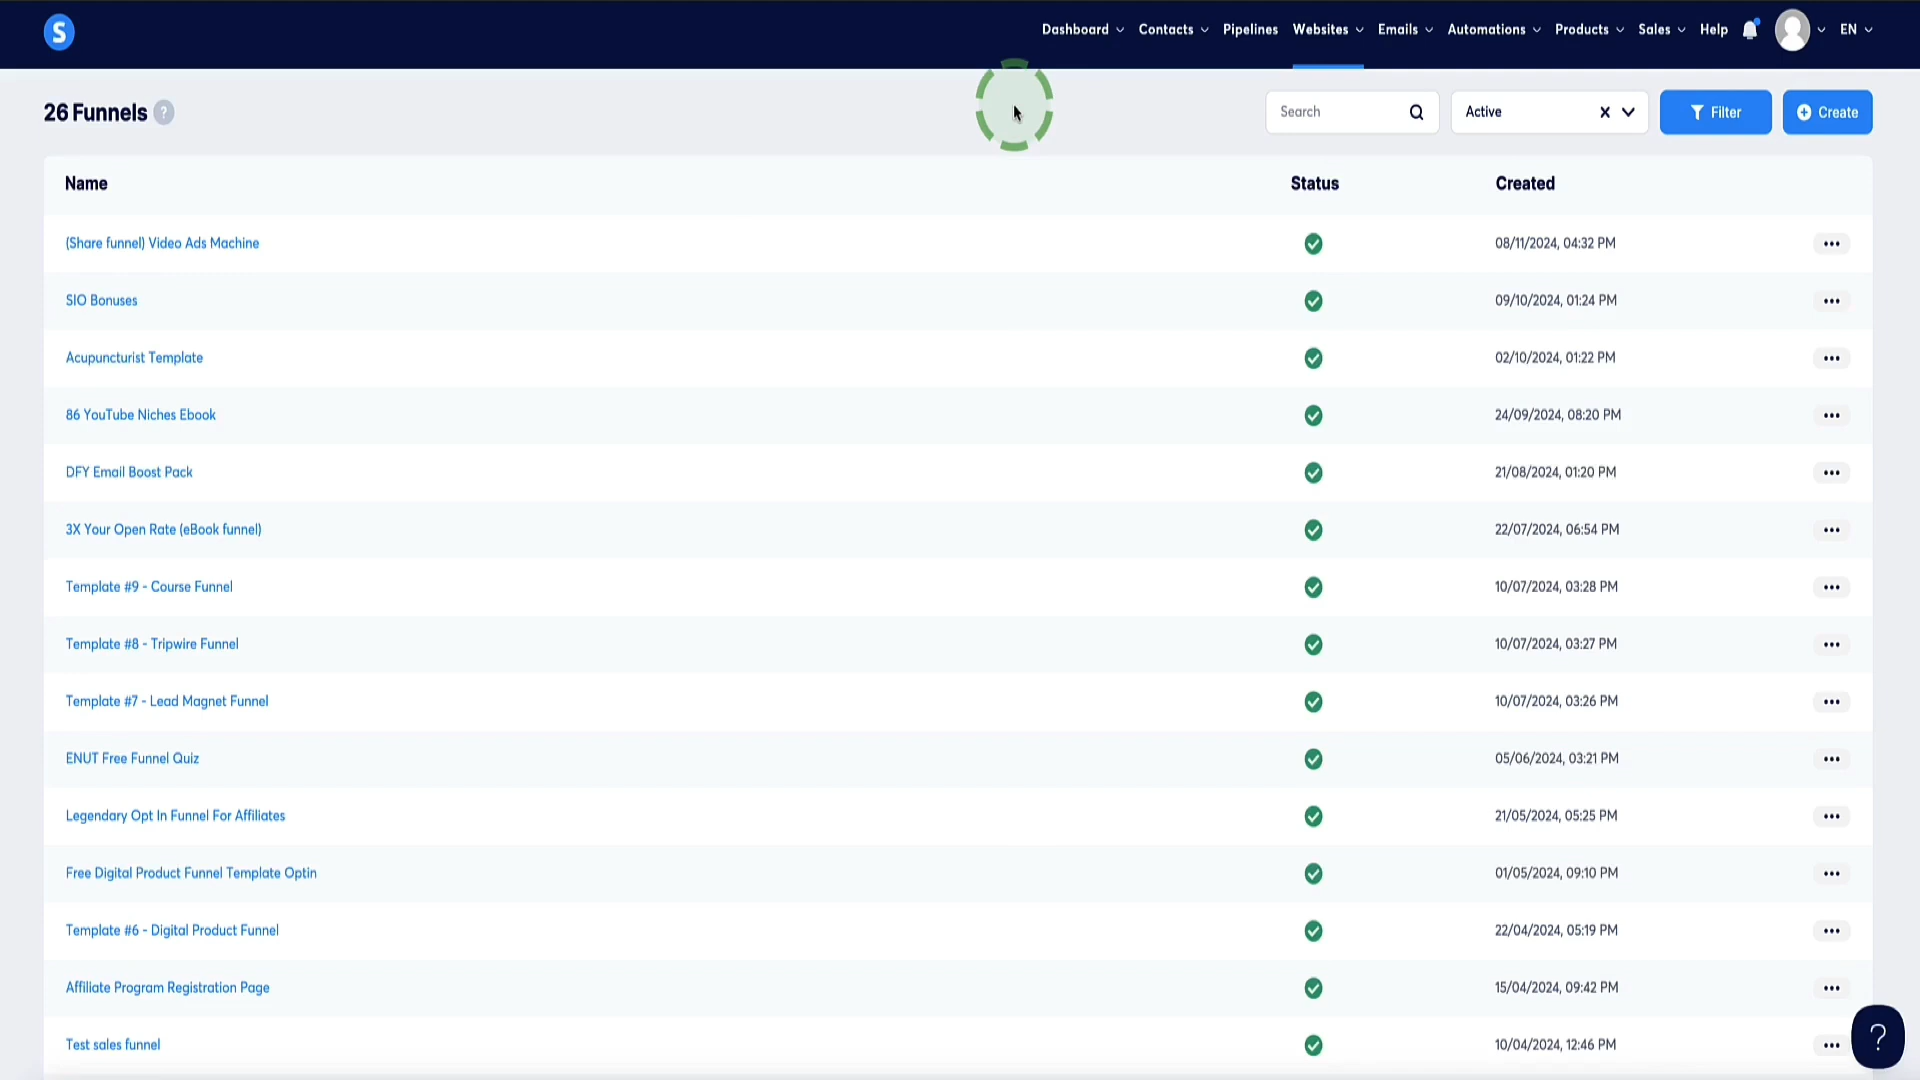 S
Dashboard Contacts Pipelines Websites Emails Automations Products Sales Help EN
26 Funnels ?
Search Active Filter Create
Name Status Created
(Share funnel) Video Ads Machine 08/11/2024, 04:32 PM
SIO Bonuses 09/10/2024, 01:24 PM
Acupuncturist Template 02/10/2024, 01:22 PM
86 YouTube Niches Ebook 24/09/2024, 08:20 PM
DFY Email Boost Pack 21/08/2024, 01:20 PM
3X Your Open Rate (eBook funnel) 22/07/2024, 06:54 PM
Template #9 - Course Funnel 10/07/2024, 03:28 PM
Template #8 - Tripwire Funnel 10/07/2024, 03:27 PM
Template #7 - Lead Magnet Funnel 10/07/2024, 03:26 PM
ENUT Free Funnel Quiz 05/06/2024, 03:21 PM
Legendary Opt In Funnel For Affiliates 21/05/2024, 05:25 PM
Free Digital Product Funnel Template Optin 01/05/2024, 09:10 PM
Template #6 - Digital Product Funnel 22/04/2024, 05:19 PM
Affiliate Program Registration Page 15/04/2024, 09:42 PM
Test sales funnel 10/04/2024, 12:46 PM
?